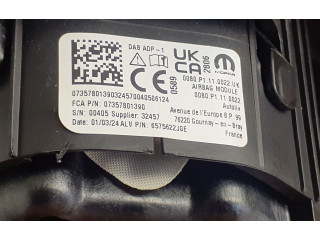 DAB ADP-1
UK
CA
0589
2806
MOPAR
0080.P1.11.0022.UK
AIRBAG MODULE
0080.P1.11.0022
Autoliv
Avenue de l'Europe B.P. 99
76220 Gournay-en-Bray
France
CE
FCA P/N: 07357801390
S/N: 00405 Supplier: 32457
Date: 01/03/24 ALV P/N: 6575622JGE